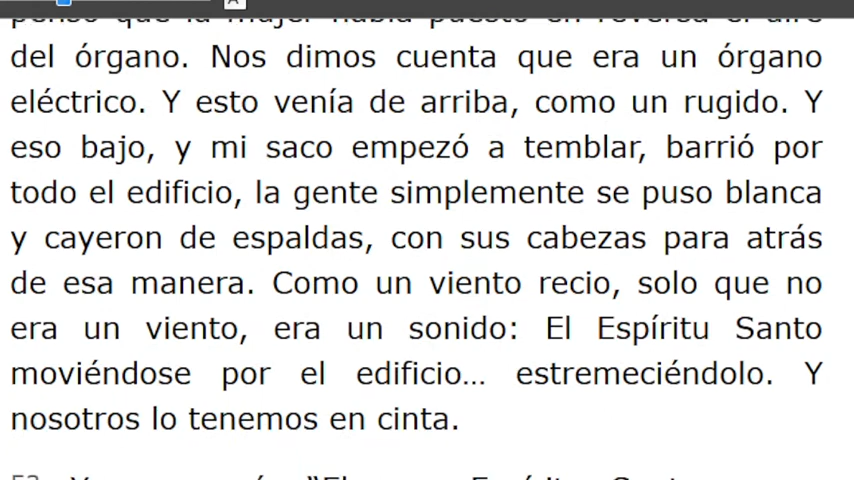 del órgano. Nos dimos cuenta que era un órgano
eléctrico. Y esto venía de arriba, como un rugido. Y
eso bajo, y mi saco empezó a temblar, barrió por
todo el edificio, la gente simplemente se puso blanca
y cayeron de espaldas, con sus cabezas para atrás
de esa manera. Como un viento recio, solo que no
era un viento, era un sonido: El Espíritu Santo
moviéndose por el edificio... estremeciéndolo. Y
nosotros lo tenemos en cinta.